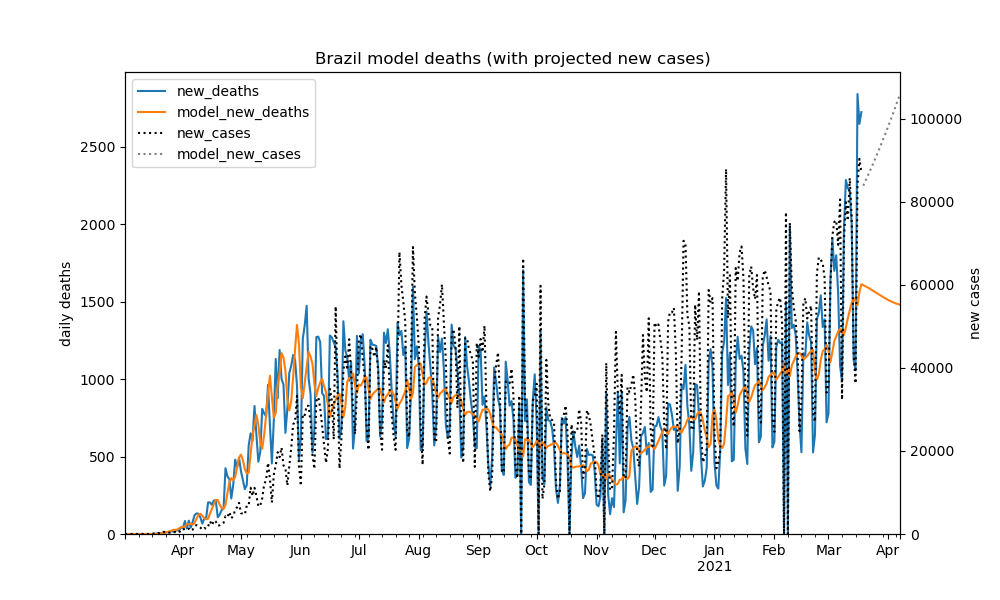 Brazil model deaths (with projected new cases)
new_deaths
model_new_deaths
new_cases
model_new_cases
daily deaths
2500
2000
1500
1000
500
0
100000
80000
60000
40000
20000
0
new cases
Apr May Jun Jul Aug Sep Oct Nov Dec Jan Feb Mar Apr
2021